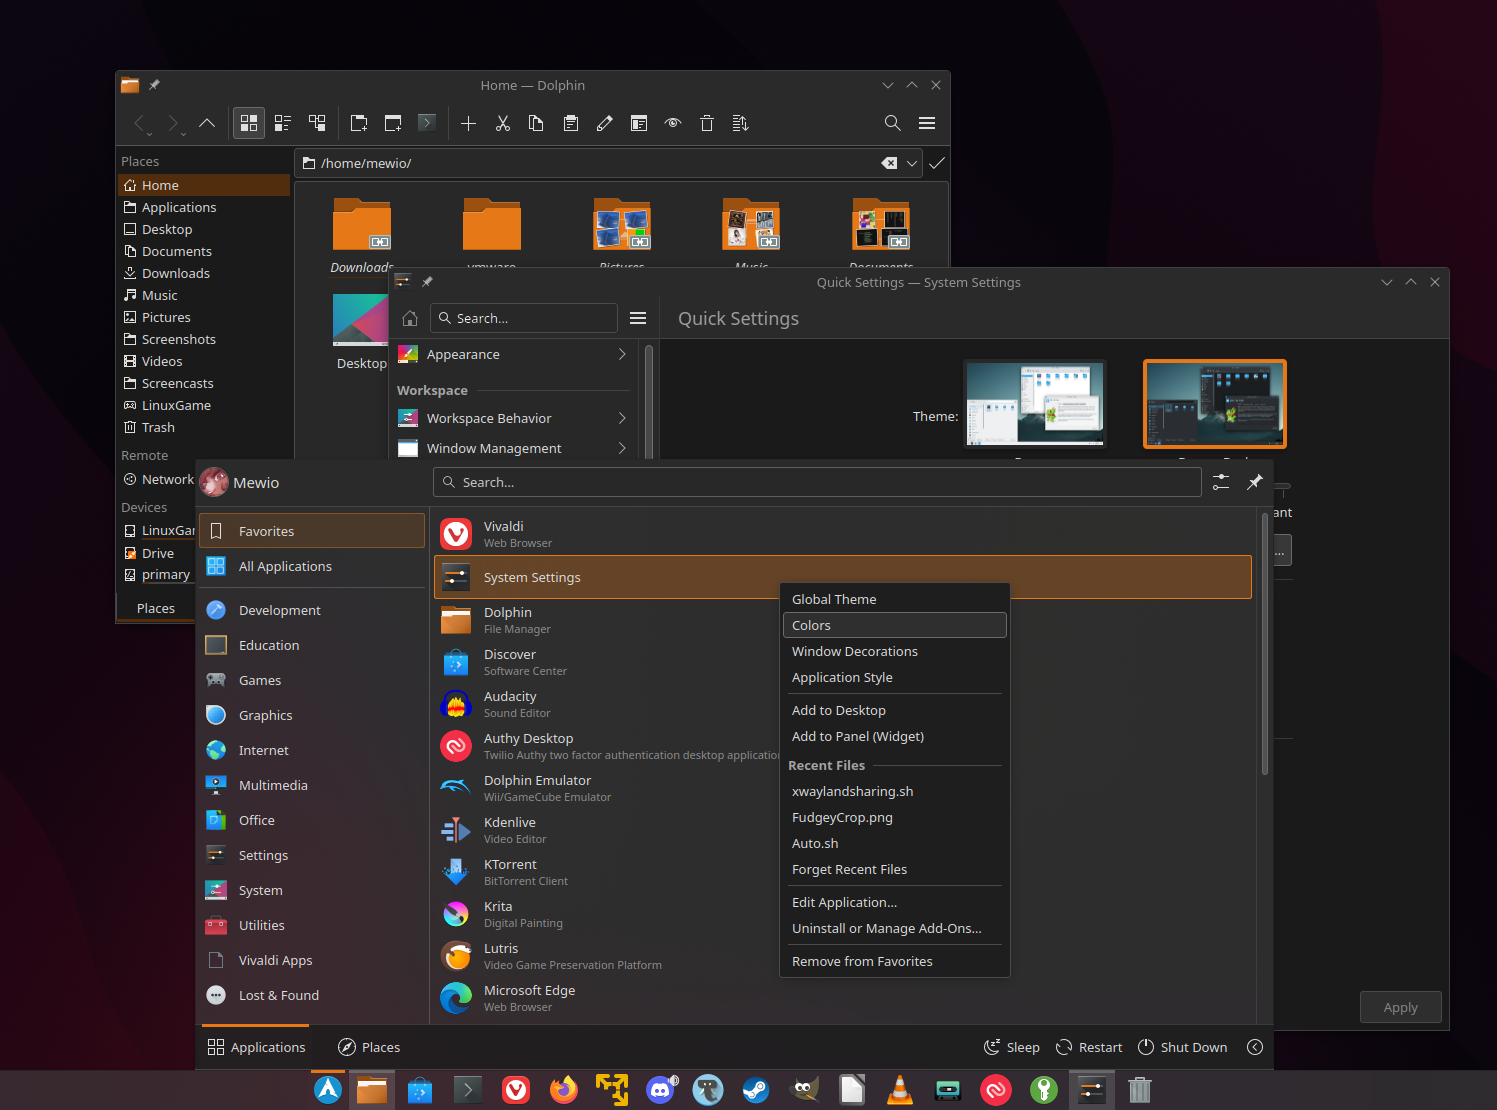 Home — Dolphin
Places
/home/mewio/
Home
Applications
Desktop
Documents
Downloads
Music
Pictures
Screenshots
Videos
Screencasts
LinuxGame
Trash
Remote
Network
Devices
LinuxGar
Drive
primary
Places
Downloads
vmware
Pictures
Music
Documents
Desktop
Quick Settings — System Settings
Search...
Quick Settings
Appearance
Workspace
Workspace Behavior
Window Management
Theme:
ant
...
Apply
Mewio
Search...
Favorites
All Applications
Development
Education
Games
Graphics
Internet
Multimedia
Office
Settings
System
Utilities
Vivaldi Apps
Lost & Found
Vivaldi
Web Browser
System Settings
Dolphin
File Manager
Discover
Software Center
Audacity
Sound Editor
Authy Desktop
Twilio Authy two factor authentication desktop application
Dolphin Emulator
Wii/GameCube Emulator
Kdenlive
Video Editor
KTorrent
BitTorrent Client
Krita
Digital Painting
Lutris
Video Game Preservation Platform
Microsoft Edge
Web Browser
Global Theme
Colors
Window Decorations
Application Style
Add to Desktop
Add to Panel (Widget)
Recent Files
xwaylandsharing.sh
FudgeyCrop.png
Auto.sh
Forget Recent Files
Edit Application...
Uninstall or Manage Add-Ons...
Remove from Favorites
Applications
Places
Sleep
Restart
Shut Down